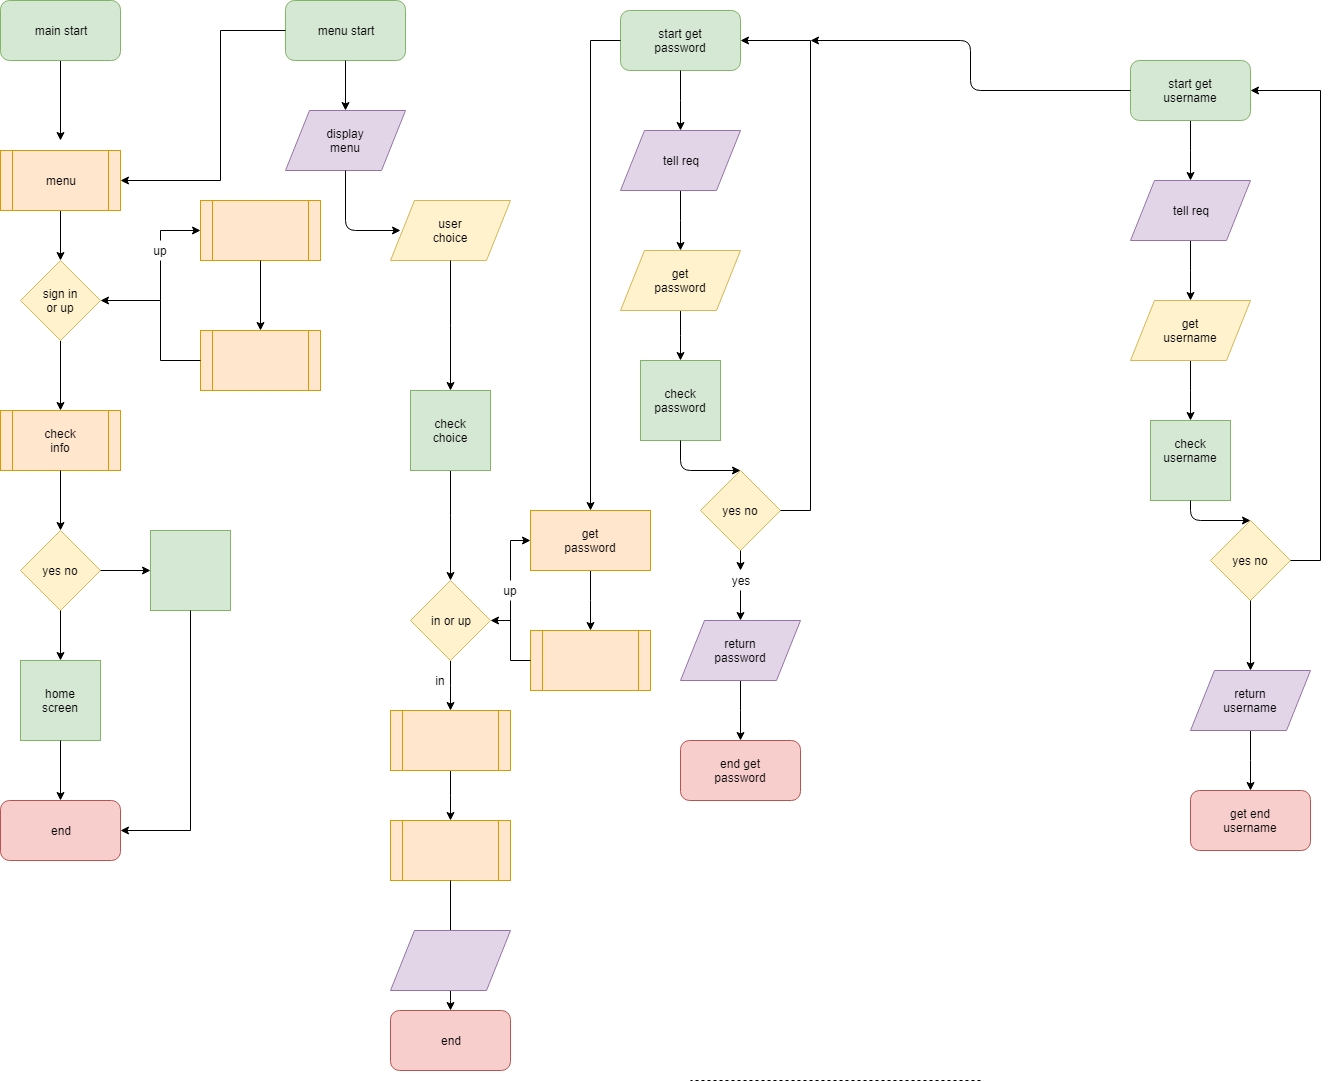 main start
menu
sign in
or up
up
check
info
yes no
home
screen
end
menu start
display
menu
user
choice
check
choice
in or up
up
in
get
password
end
start get
password
tell req
get
password
check
password
yes no
yes
return
password
end get
password
start get
username
tell req
get
username
check
username
yes no
return
username
get end
username